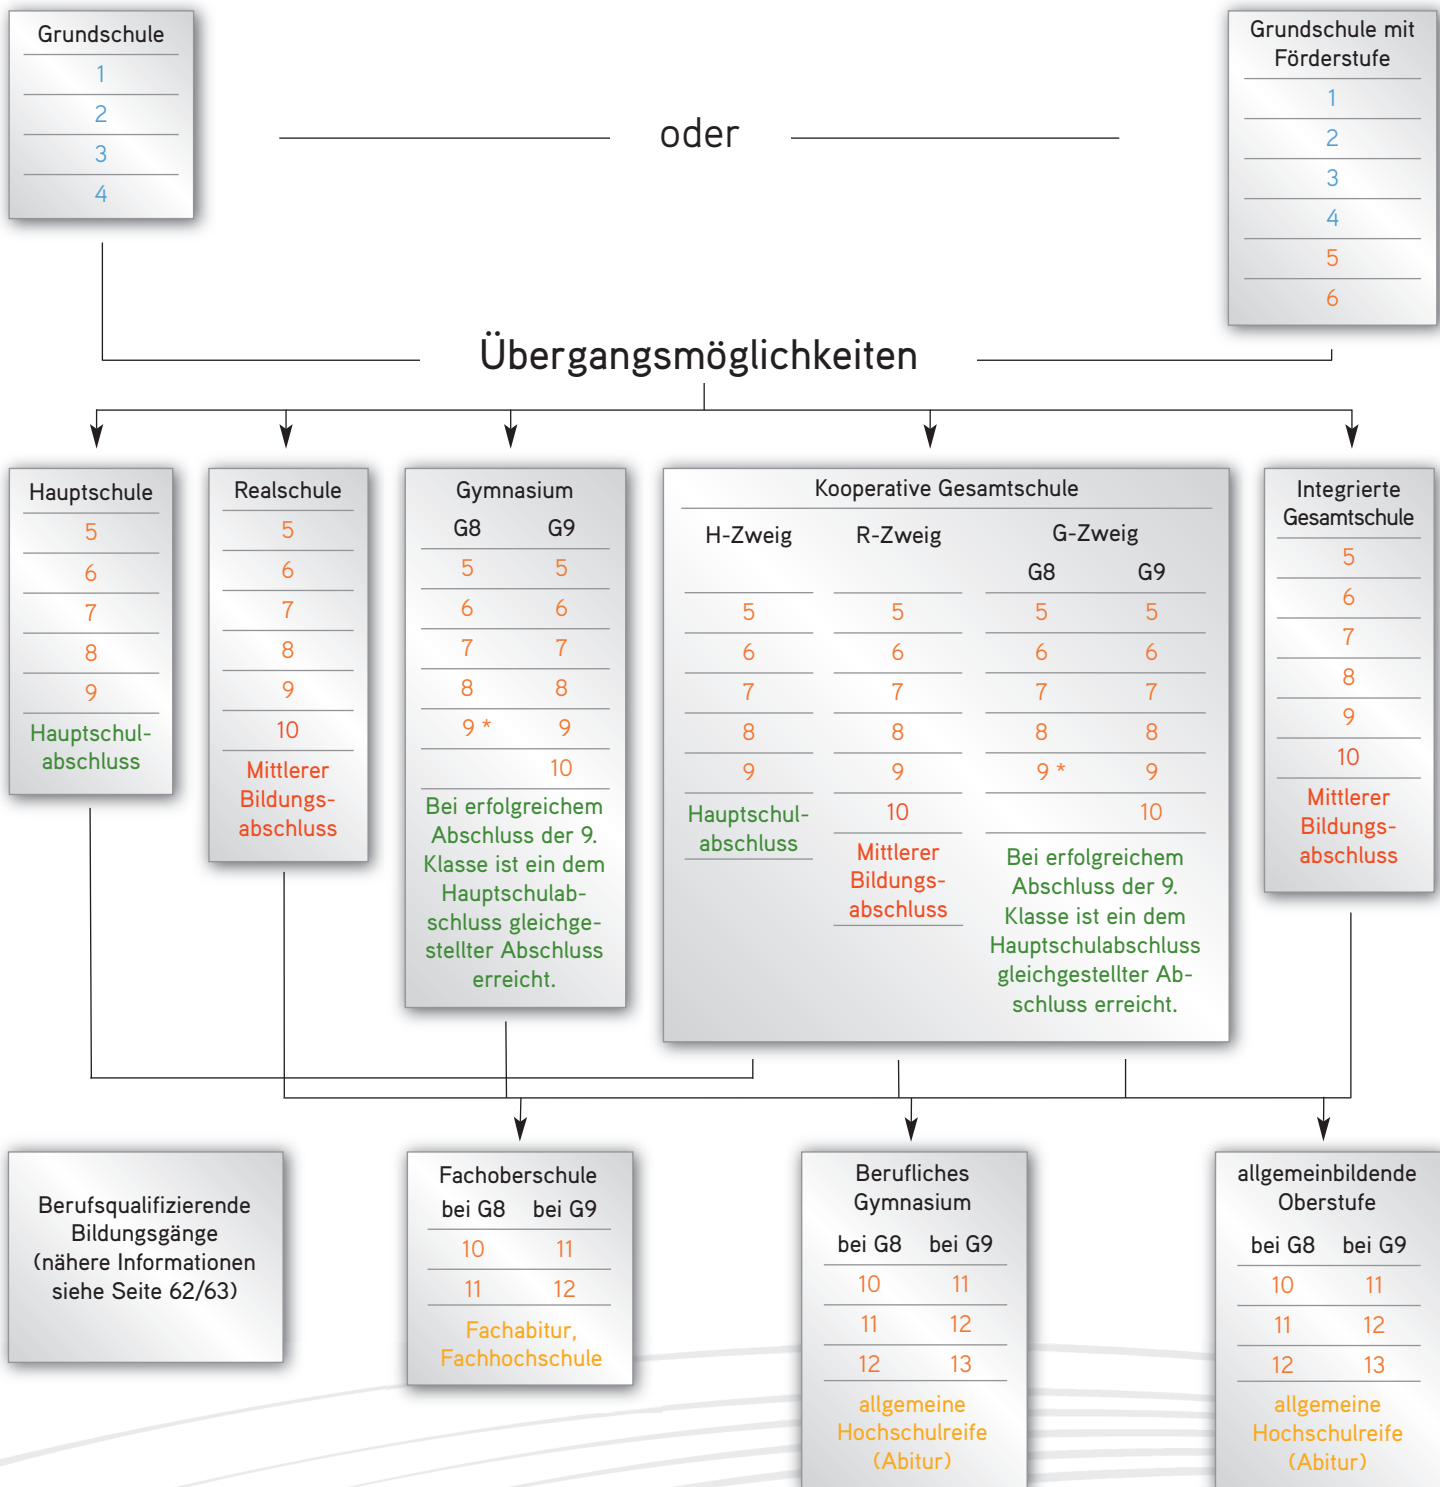 Grundschule
1
2
3
4
oder
Grundschule mit
Förderstufe
1
2
3
4
5
6
Übergangsmöglichkeiten
Hauptschule
5
6
7
8
9
Hauptschul-
abschluss
Realschule
5
6
7
8
9
10
Mittlerer
Bildungs-
abschluss
Gymnasium
G8 G9
5 5
6 6
7 7
8 8
9 * 9
10
Bei erfolgreichem
Abschluss der 9.
Klasse ist ein dem
Hauptschulab-
schluss gleichge-
stellter Abschluss
erreicht.
Kooperative Gesamtschule
H-Zweig
5
6
7
8
9
Hauptschul-
abschluss
R-Zweig
5
6
7
8
9
10
Mittlerer
Bildungs-
abschluss
G-Zweig
G8 G9
5 5
6 6
7 7
8 8
9 * 9
10
Bei erfolgreichem
Abschluss der 9.
Klasse ist ein dem
Hauptschulabschluss
gleichgestellter Ab-
schluss erreicht.
Integrierte
Gesamtschule
5
6
7
8
9
10
Mittlerer
Bildungs-
abschluss
Berufsqualifizierende
Bildungsgänge
(nähere Informationen
siehe Seite 62/63)
Fachoberschule
bei G8 bei G9
10 11
11 12
Fachabitur,
Fachhochschule
Berufliches
Gymnasium
bei G8 bei G9
10 11
11 12
12 13
allgemeine
Hochschulreife
(Abitur)
allgemeinbildende
Oberstufe
bei G8 bei G9
10 11
11 12
12 13
allgemeine
Hochschulreife
(Abitur)